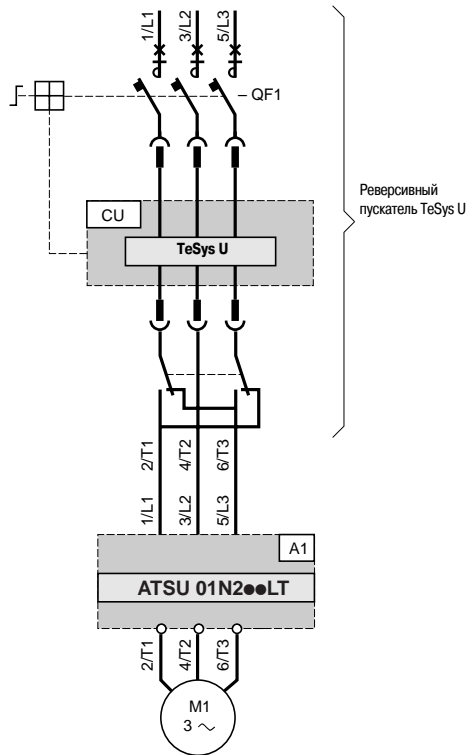 1/L1
3/L2
5/L3
QF1
CU
TeSys U
Реверсивный
пускатель TeSys U
2/T1
4/T2
6/T3
1/L1
3/L2
5/L3
A1
ATSU 01N2●●LT
2/T1
4/T2
6/T3
M1
3 ~